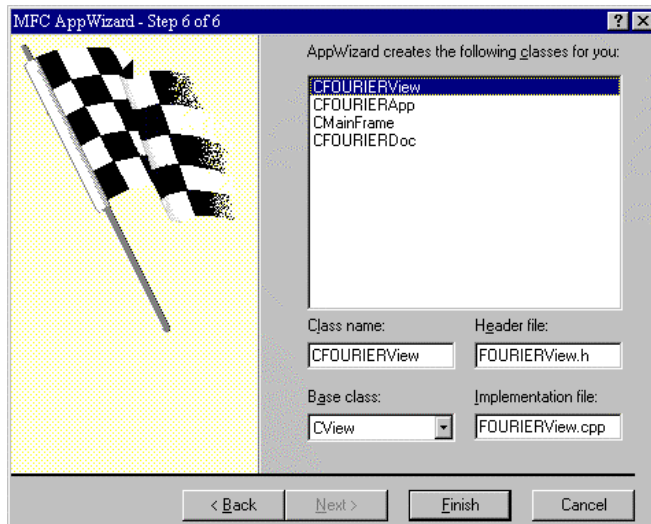 MFC AppWizard - Step 6 of 6
AppWizard creates the following classes for you:
CFOURIERView
CFOURIERApp
CMainFrame
CFOURIERDoc
Class name:
Header file:
CFOURIERView
FOURIERView.h
Base class:
Implementation file:
CView
FOURIERView.cpp
< Back
Next >
Finish
Cancel